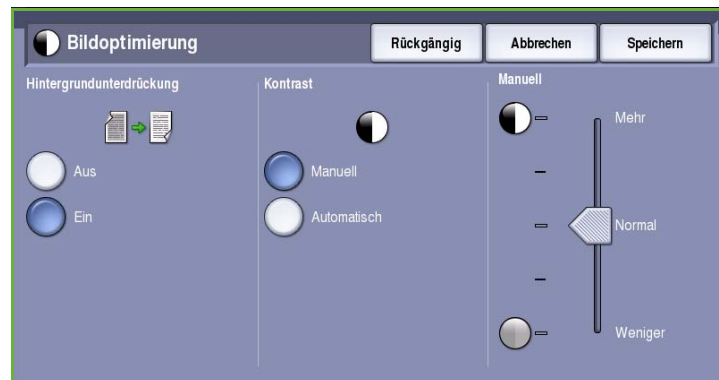 Bildoptimierung
Rückgängig
Abbrechen
Speichern
Hintergrundunterdrückung
Aus
Ein
Kontrast
Manuell
Automatisch
Manuell
Mehr
Normal
Weniger